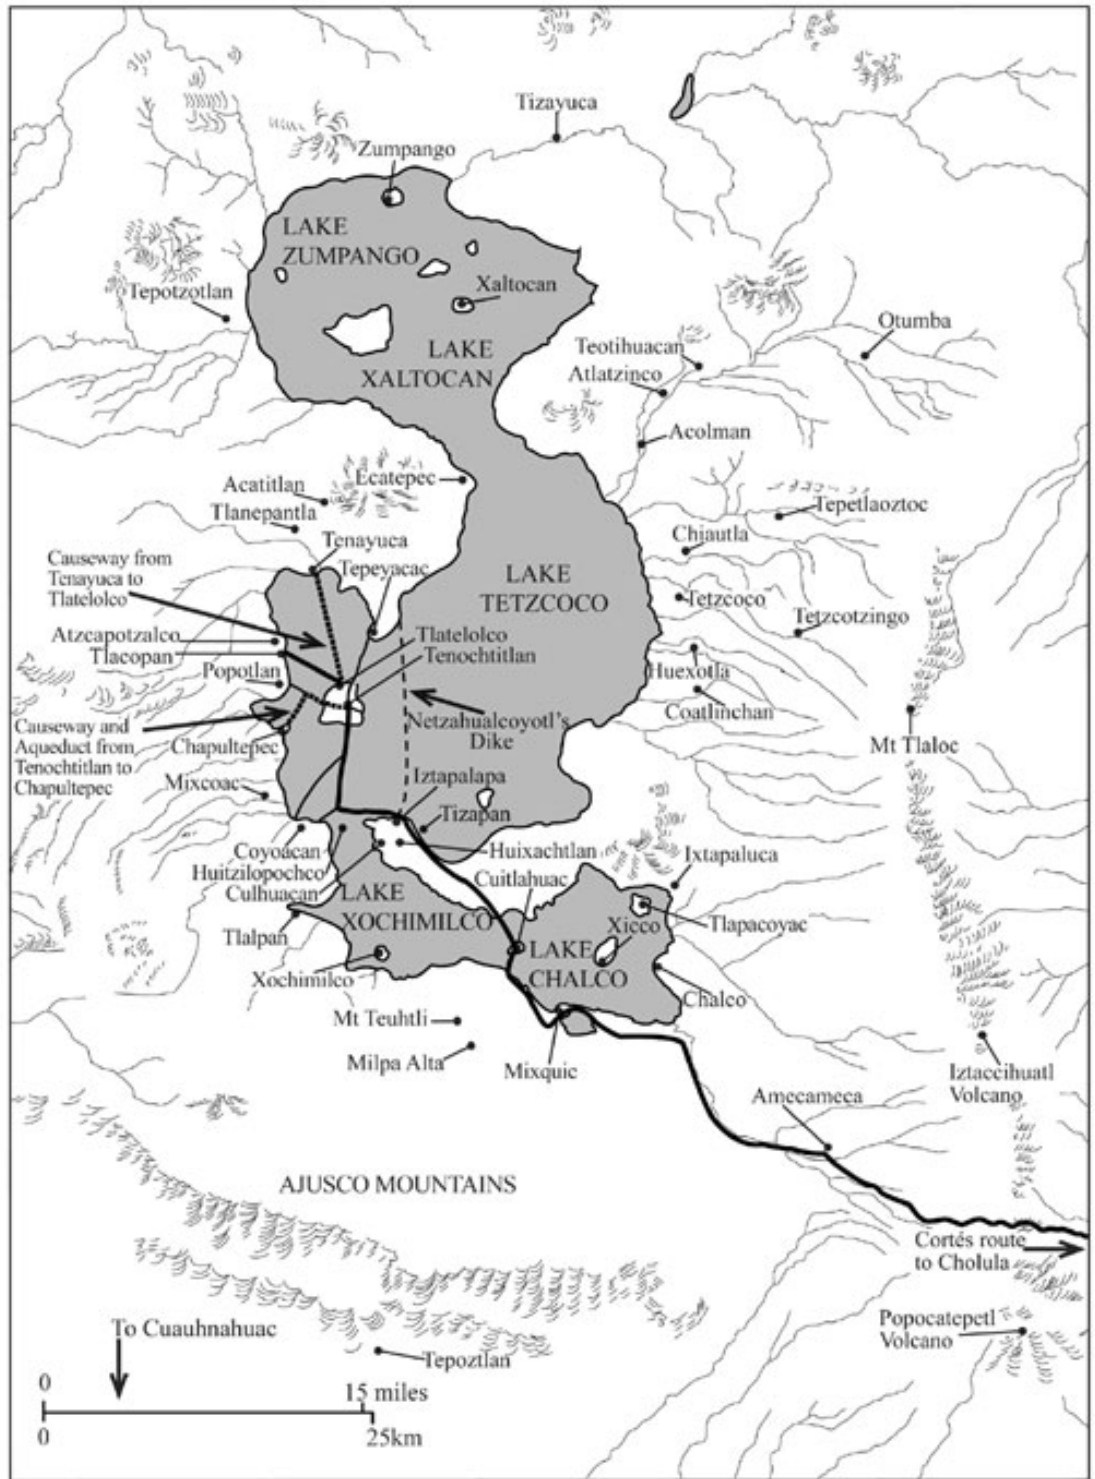 Tizayuca
Zumpango
LAKE
ZUMPANGO
Tepotzotlan
Xaltocan
Otumba
LAKE
XALTOCAN
Teotihuacan
Atlatzinco
Acolman
Ecatepec
Acatitlan
Tlanepantla
Tepetlaoztoc
Chiautla
Tenayuca
Tepeyacac
Causeway from
Tenayuca to
Tlatelolco
LAKE
TETZCOCO
Tetzcoco
Tetzcotzingo
Atzcapotzalco
Tlacopan
Tlatelolco
Tenochtitlan
Popotlan
Huexotla
Coatlinchan
Netzahualcoyotl's
Dike
Causeway and
Aqueduct from
Tenochtitlan to
Chapultepec
Chapultepec
Mt Tlaloc
Mixcoac
Iztapalapa
Tizapan
Coyoacan
Huitzilopochco
Culhuacan
Huixachtlan
Cuitlahuac
Ixtapaluca
LAKE
XOCHIMILCO
Tlapacoyac
Xicco
Tlalpan
LAKE
CHALCO
Xochimilco
Chalco
Mt Teuhtli
Milpa Alta
Mixquic
Iztaccihuatl
Volcano
Amecameca
AJUSCO MOUNTAINS
Cortés route
to Cholula
Popocatepetl
Volcano
To Cuauhnahuac
Tepoztlan
0
15 miles
0
25km